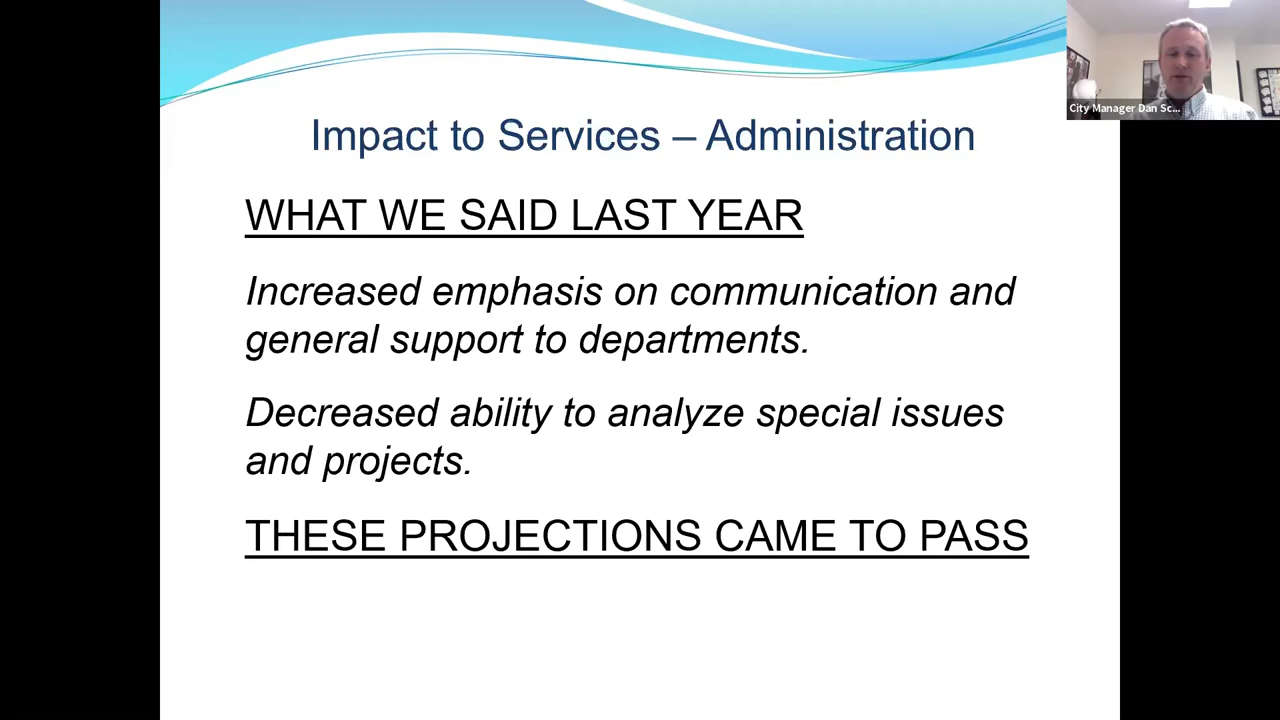 City Manager Dan Sc...
Impact to Services – Administration
WHAT WE SAID LAST YEAR
Increased emphasis on communication and
general support to departments.
Decreased ability to analyze special issues
and projects.
THESE PROJECTIONS CAME TO PASS